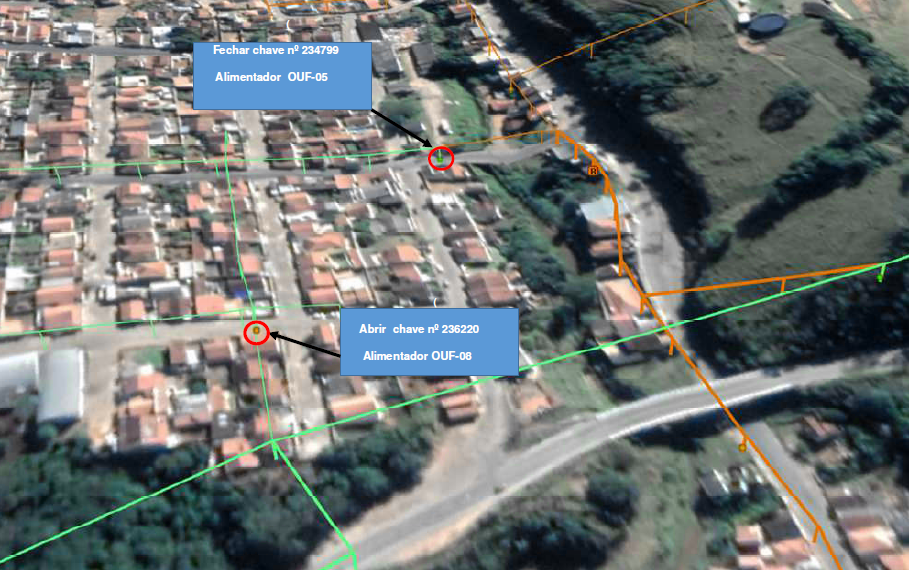 Fechar chave nº 234799
Alimentador OUF-05
Abrir chave nº 236220
Alimentador OUF-08
R